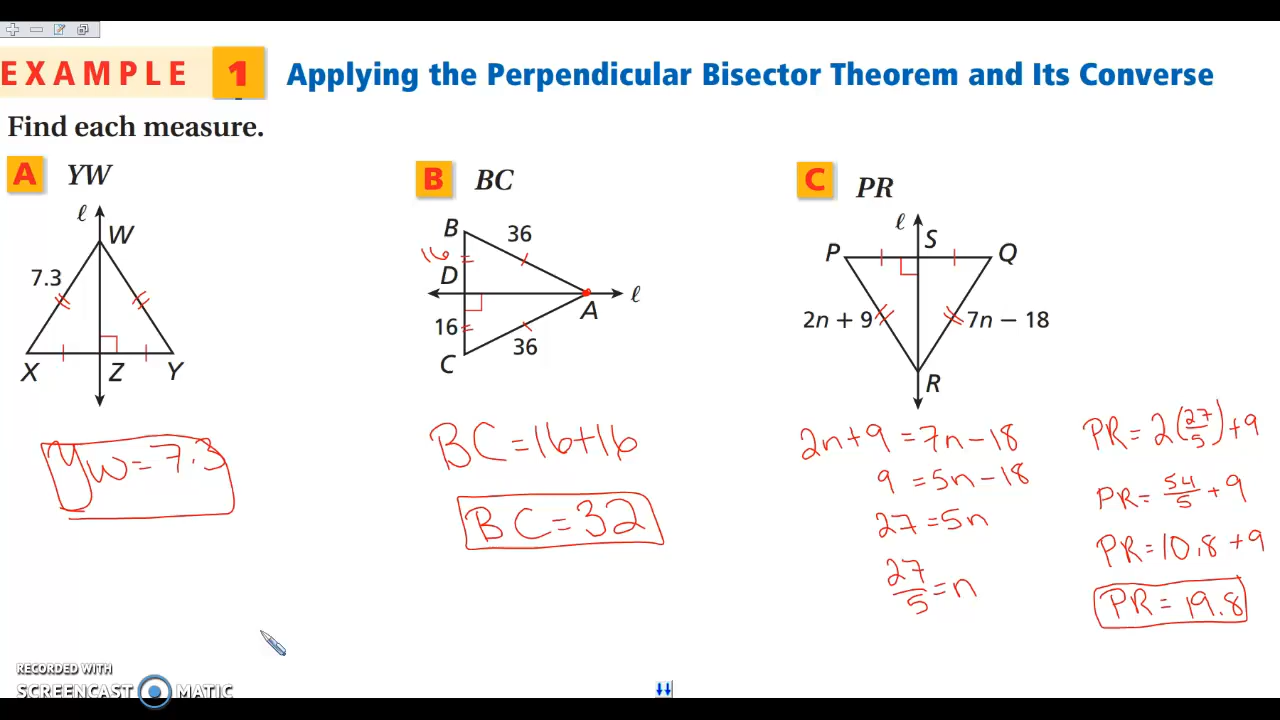 EXAMPLE 1 Applying the Perpendicular Bisector Theorem and Its Converse
Find each measure.
A YW
ℓ
W
7.3
X Z Y
YW = 7.3
B BC
B 36
16
D
ℓ
A
16
36
C
BC = 16+16
BC = 32
C PR
ℓ
S
P Q
2n + 9 7n − 18
R
2n+9 = 7n-18
9 = 5n-18
27 = 5n
27/5 = n
PR = 2(27/5)+9
PR = 54/5 + 9
PR = 10.8 + 9
PR = 19.8
RECORDED WITH
SCREENCAST MATIC